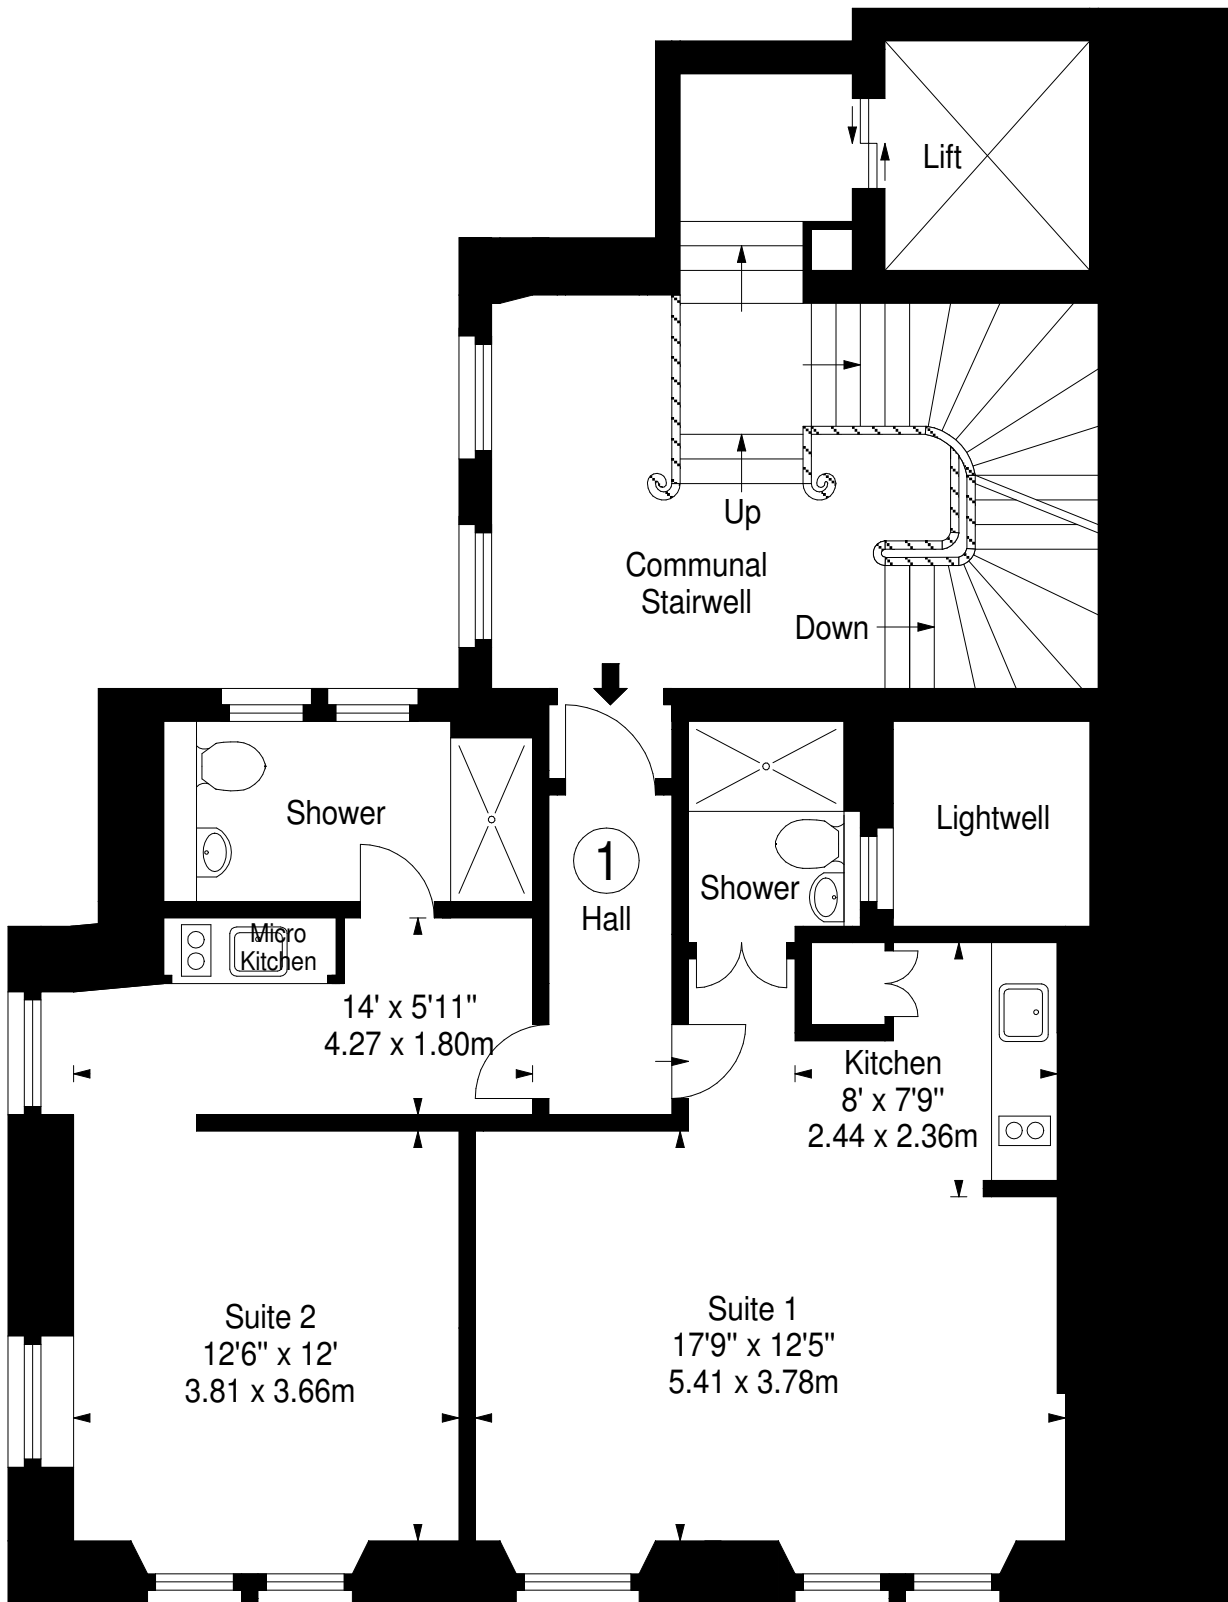 Lift
Up
Communal
Stairwell
Down
Shower
1
Hall
Shower
Lightwell
Micro
Kitchen
14' x 5'11"
4.27 x 1.80m
Kitchen
8' x 7'9"
2.44 x 2.36m
Suite 2
12'6" x 12'
3.81 x 3.66m
Suite 1
17'9" x 12'5"
5.41 x 3.78m